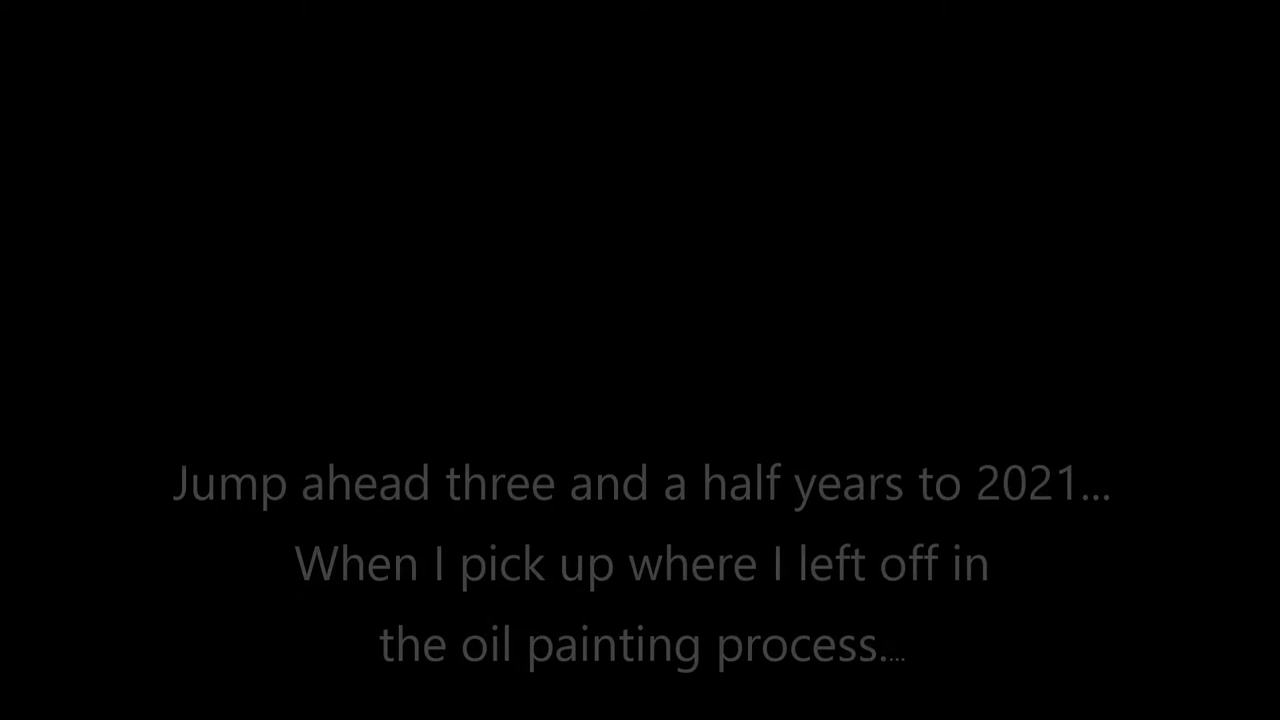 Jump ahead three and a half years to 2021...
When I pick up where I left off in
the oil painting process....